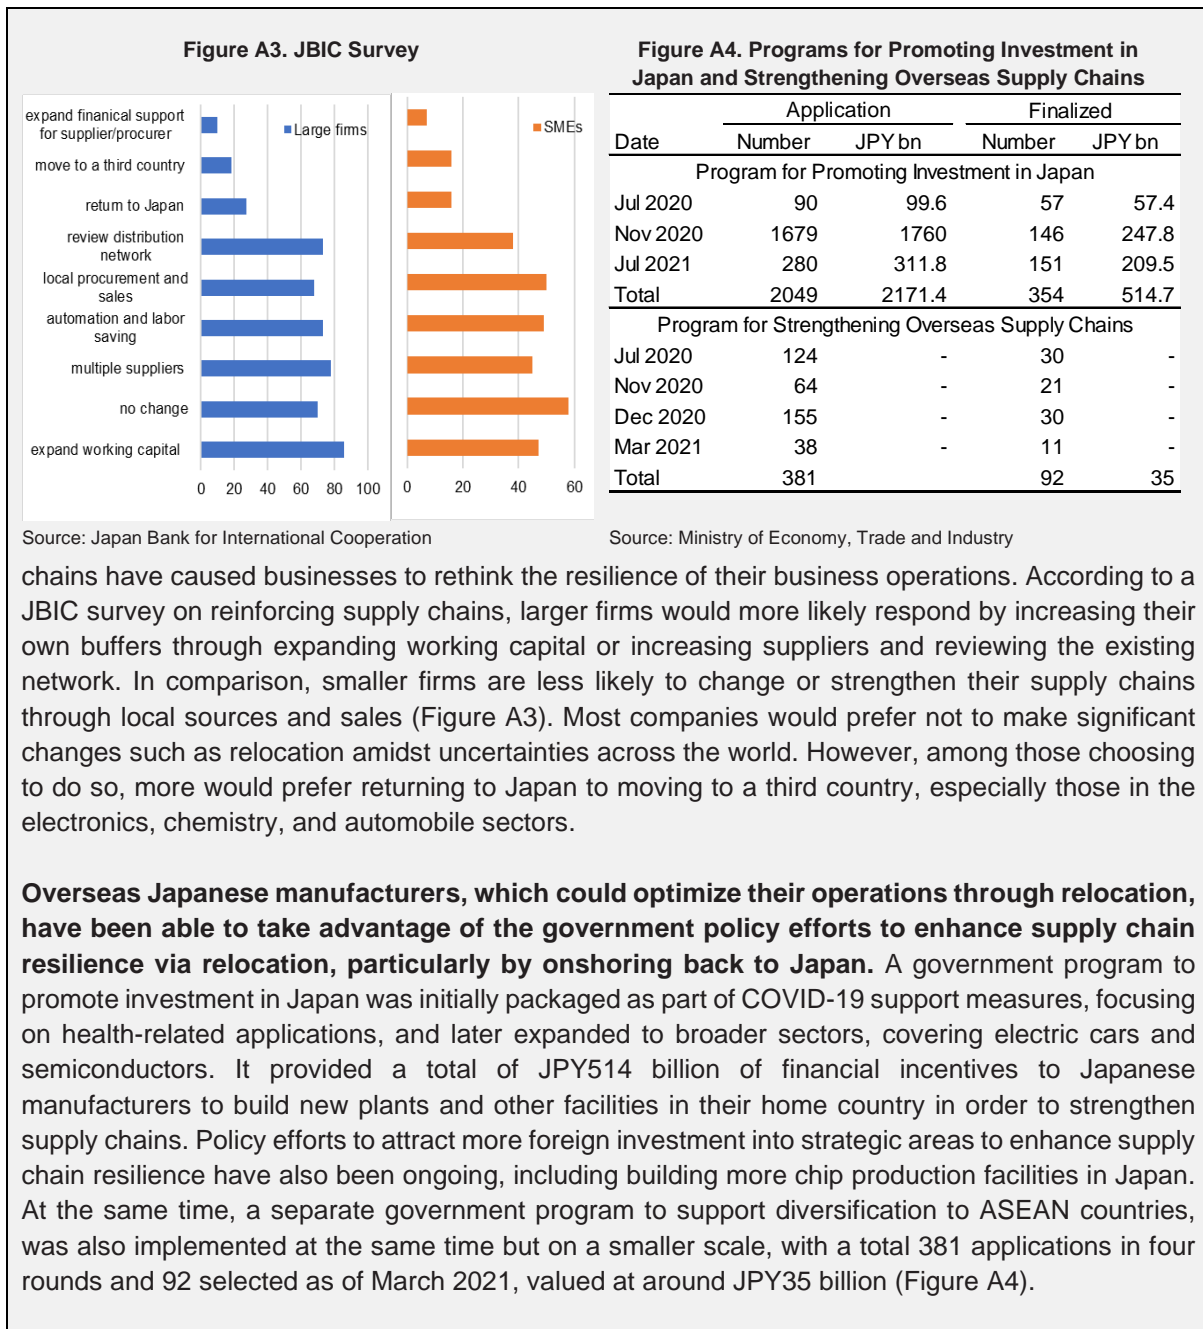 Figure A3. JBIC Survey
expand finanical support
for supplier/procurer
move to a third country
return to Japan
review distribution
network
local procurement and
sales
automation and labor
saving
multiple suppliers
no change
expand working capital
Large firms
0 20 40 60 80 100
SMEs
0 20 40 60
Source: Japan Bank for International Cooperation
Figure A4. Programs for Promoting Investment in
Japan and Strengthening Overseas Supply Chains
Application Finalized
Date Number JPY bn Number JPY bn
Program for Promoting Investment in Japan
Jul 2020 90 99.6 57 57.4
Nov 2020 1679 1760 146 247.8
Jul 2021 280 311.8 151 209.5
Total 2049 2171.4 354 514.7
Program for Strengthening Overseas Supply Chains
Jul 2020 124 - 30 -
Nov 2020 64 - 21 -
Dec 2020 155 - 30 -
Mar 2021 38 - 11 -
Total 381 92 35
Source: Ministry of Economy, Trade and Industry
chains have caused businesses to rethink the resilience of their business operations. According to a
JBIC survey on reinforcing supply chains, larger firms would more likely respond by increasing their
own buffers through expanding working capital or increasing suppliers and reviewing the existing
network. In comparison, smaller firms are less likely to change or strengthen their supply chains
through local sources and sales (Figure A3). Most companies would prefer not to make significant
changes such as relocation amidst uncertainties across the world. However, among those choosing
to do so, more would prefer returning to Japan to moving to a third country, especially those in the
electronics, chemistry, and automobile sectors.
Overseas Japanese manufacturers, which could optimize their operations through relocation,
have been able to take advantage of the government policy efforts to enhance supply chain
resilience via relocation, particularly by onshoring back to Japan. A government program to
promote investment in Japan was initially packaged as part of COVID-19 support measures, focusing
on health-related applications, and later expanded to broader sectors, covering electric cars and
semiconductors. It provided a total of JPY514 billion of financial incentives to Japanese
manufacturers to build new plants and other facilities in their home country in order to strengthen
supply chains. Policy efforts to attract more foreign investment into strategic areas to enhance supply
chain resilience have also been ongoing, including building more chip production facilities in Japan.
At the same time, a separate government program to support diversification to ASEAN countries,
was also implemented at the same time but on a smaller scale, with a total 381 applications in four
rounds and 92 selected as of March 2021, valued at around JPY35 billion (Figure A4).